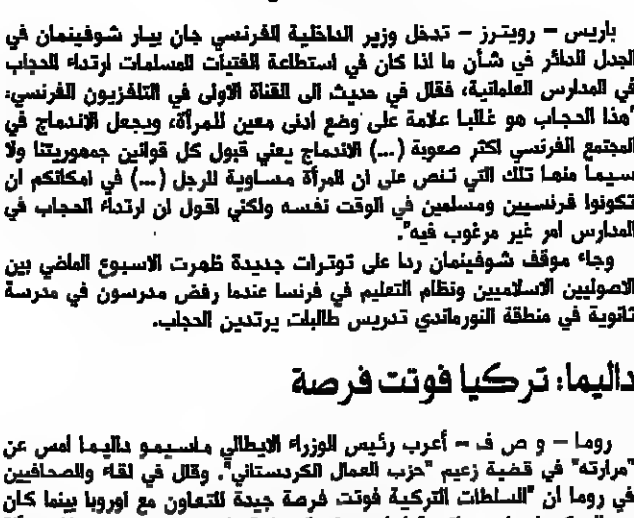 باريس – رويترز – تدخل وزير الداخلية الفرنسي جان بيار شوفينمان في
الجدل الدائر في شأن ما اذا كان في استطاعة الفتيات المسلمات ارتداء الحجاب
في المدارس العلمانية، فقال في حديث الى القناة الاولى في التلفزيون الفرنسي:
"هذا الحجاب هو غالبا علامة على وضع ادنى معين للمرأة، ويجعل الاندماج في
المجتمع الفرنسي اكثر صعوبة (...) الاندماج يعني قبول كل قوانين جمهوريتنا ولا
سيما منها تلك التي تنص على ان المرأة مساوية للرجل (...) في امكانكم ان
تكونوا فرنسيين ومسلمين في الوقت نفسه ولكني اقول ان ارتداء الحجاب في
المدارس امر غير مرغوب فيه".
وجاء موقف شوفينمان ردا على توترات جديدة ظهرت الاسبوع الماضي بين
الاصوليين الاسلاميين ونظام التعليم في فرنسا عندما رفض مدرسون في مدرسة
ثانوية في منطقة النورماندي تدريس طالبات يرتدين الحجاب.
داليما: تركيا فوتت فرصة
روما – و ص ف – أعرب رئيس الوزراء الايطالي ماسيمو داليما امس عن
"مرارته" في قضية زعيم "حزب العمال الكردستاني". وقال في لقاء والصحافيين
في روما ان "السلطات التركية فوتت فرصة جيدة للتعاون مع اوروبا بينما كان